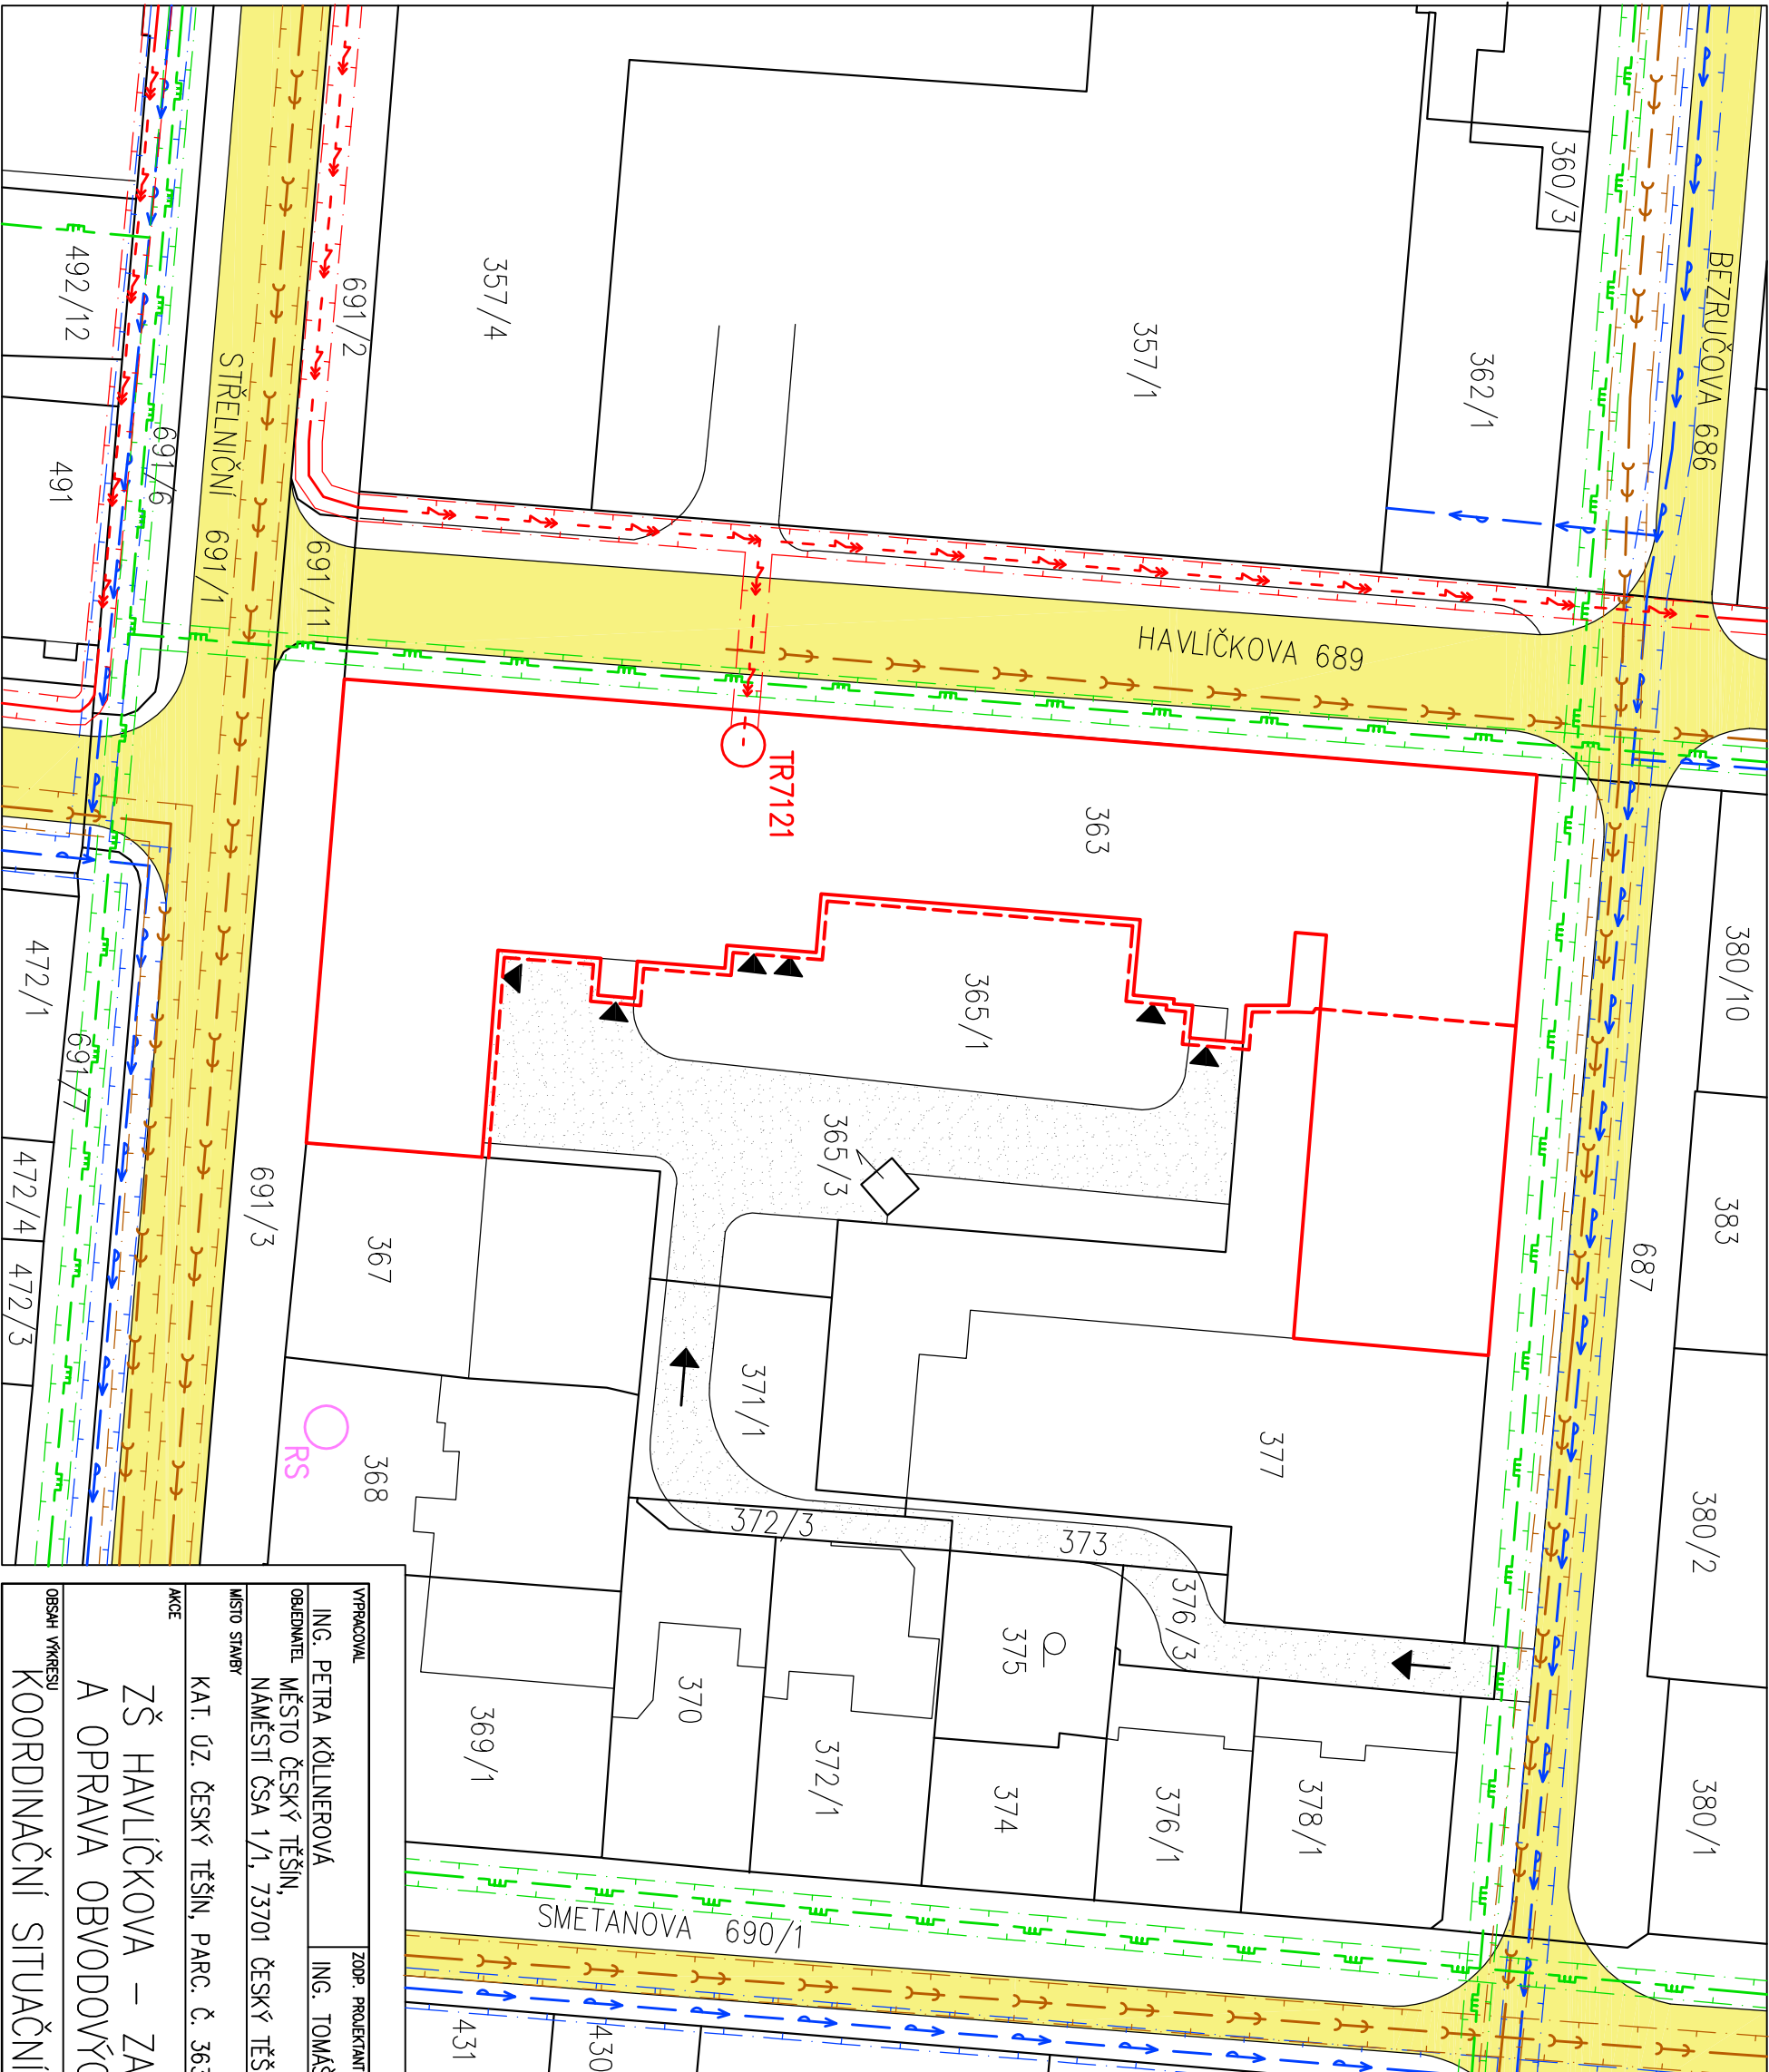 BEZRUČOVA 686
360/3
362/1
357/1
357/4
691/2
492/12
491
691/6
STŘELNIČNÍ 691/1
691/11
HAVLÍČKOVA 689
TR7121
363
380/10
365/1
365/3
472/1
691/7
472/4
472/3
691/3
383
687
367
371/1
377
380/2
368
RS
372/3
373
376/3
375
370
369/1
372/1
374
376/1
378/1
380/1
SMETANOVA 690/1
431
430
VYPRACOVAL
ING. PETRA KÖLLNEROVÁ
ZODP. PROJEKTANT
ING. TOMÁŠ
OBJEDNATEL
MĚSTO ČESKÝ TĚŠÍN,
NÁMĚSTÍ ČSA 1/1, 73701 ČESKÝ TĚŠ
MÍSTO STAVBY
KAT. ÚZ. ČESKÝ TĚŠÍN, PARC. Č. 363
AKCE
ZŠ HAVLÍČKOVA – ZA
A OPRAVA OBVODOVÝC
OBSAH VÝKRESU
KOORDINAČNÍ SITUAČNÍ